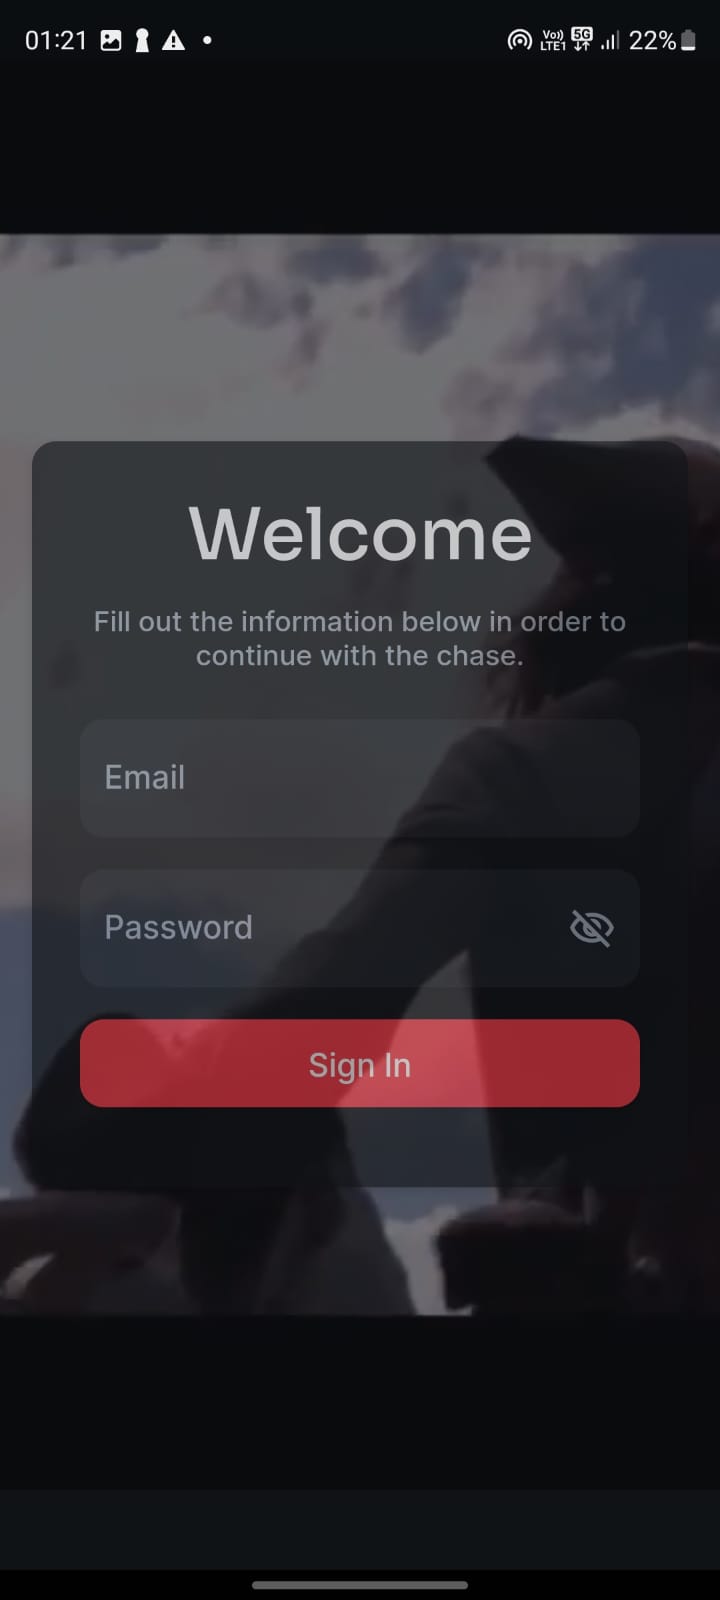 01:21 Vo)) LTE1 5G 22%
Welcome
Fill out the information below in order to
continue with the chase.
Email
Password
Sign In